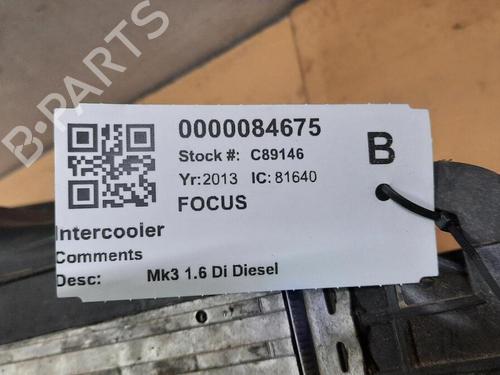 B-PARTS
0000084675
Stock #: C89146
B
Yr:2013 IC:81640
FOCUS
Intercooler
Comments
Desc: Mk3 1.6 Di Diesel